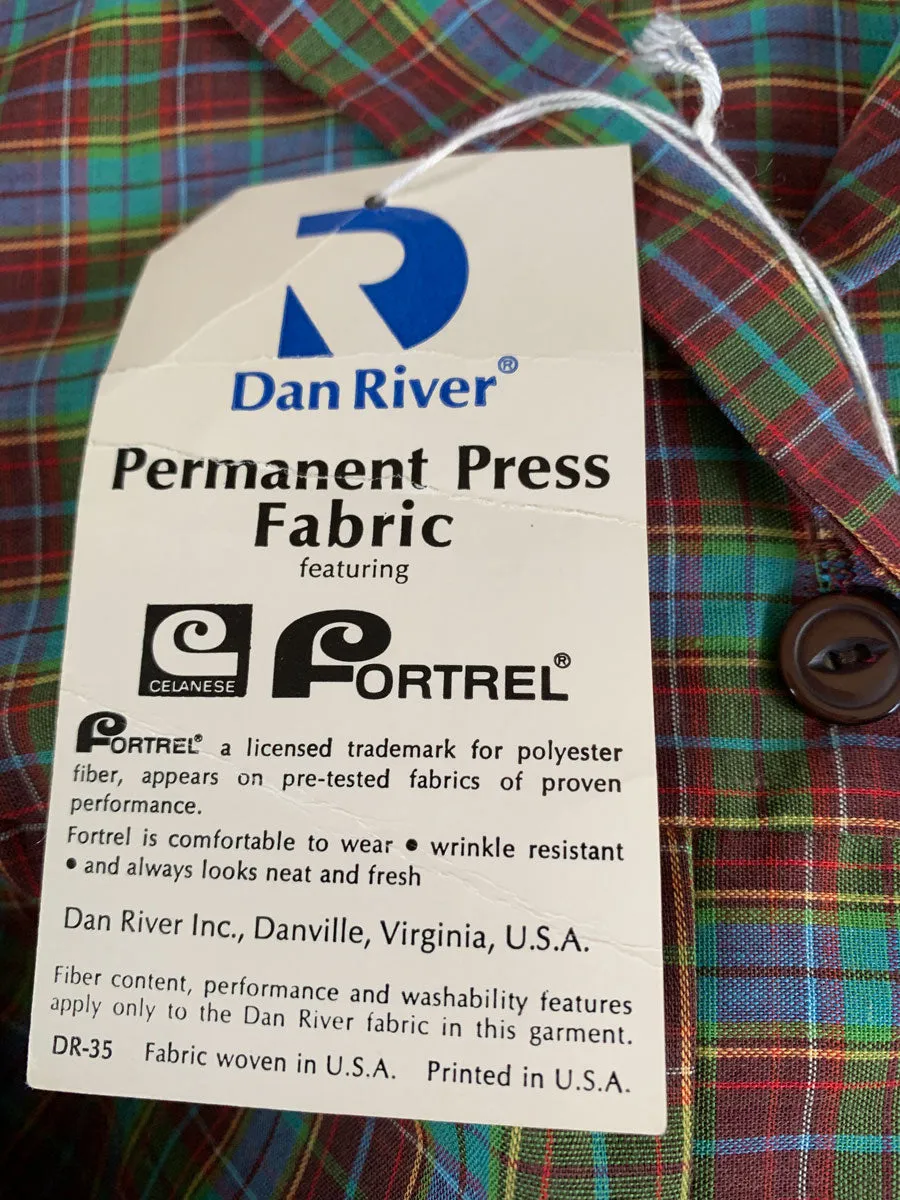 Dan River®
Permanent Press
Fabric
featuring
CELANESE FORTREL®
FORTREL® a licensed trademark for polyester
fiber, appears on pre-tested fabrics of proven
performance.
Fortrel is comfortable to wear • wrinkle resistant
• and always looks neat and fresh
Dan River Inc., Danville, Virginia, U.S.A.
Fiber content, performance and washability features
apply only to the Dan River fabric in this garment.
DR-35 Fabric woven in U.S.A. Printed in U.S.A.